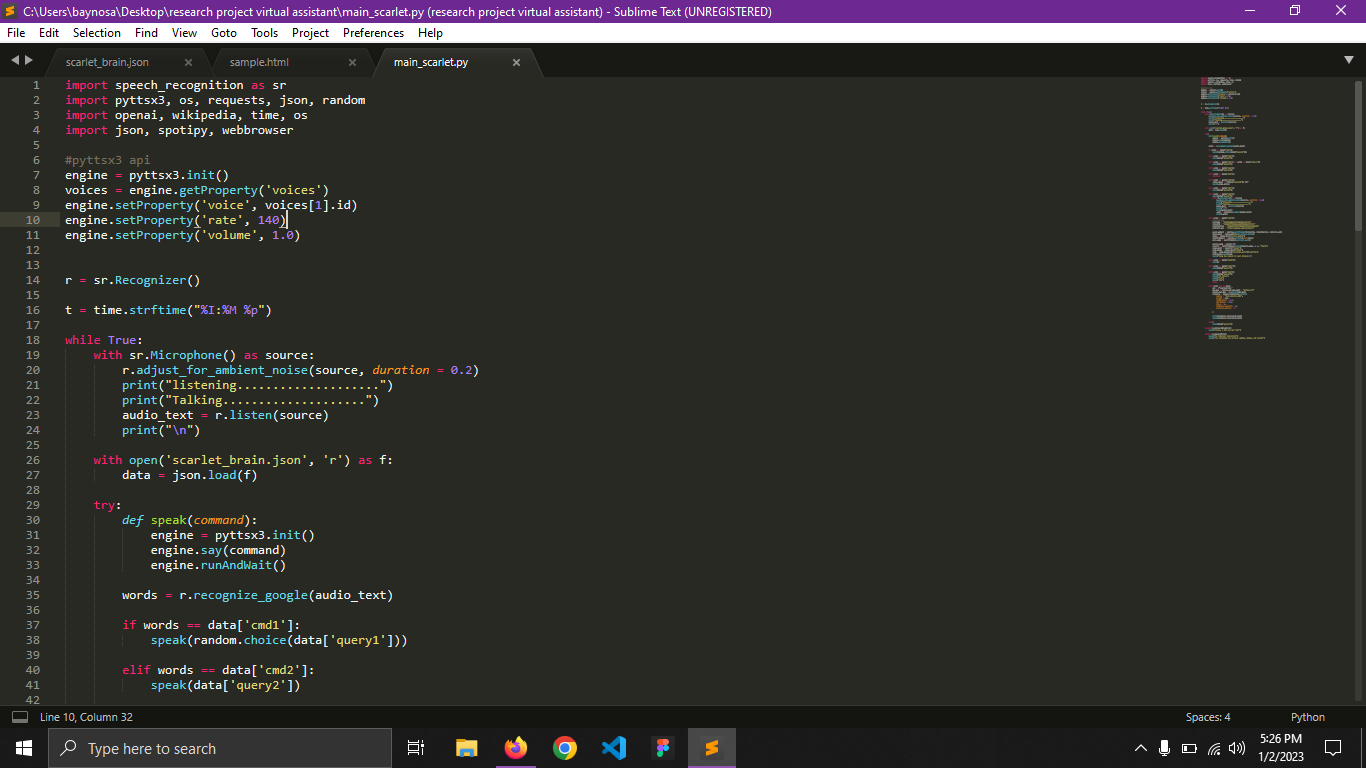 C:\Users\baynosa\Desktop\research project virtual assistant\main_scarlet.py (research project virtual assistant) - Sublime Text (UNREGISTERED)
File Edit Selection Find View Goto Tools Project Preferences Help
scarlet_brain.json sample.html main_scarlet.py
1 import speech_recognition as sr
2 import pyttsx3, os, requests, json, random
3 import openai, wikipedia, time, os
4 import json, spotipy, webbrowser
5
6 #pyttsx3 api
7 engine = pyttsx3.init()
8 voices = engine.getProperty('voices')
9 engine.setProperty('voice', voices[1].id)
10 engine.setProperty('rate', 140)
11 engine.setProperty('volume', 1.0)
12
13
14 r = sr.Recognizer()
15
16 t = time.strftime("%I:%M %p")
17
18 while True:
19 with sr.Microphone() as source:
20 r.adjust_for_ambient_noise(source, duration = 0.2)
21 print("listening....................")
22 print("Talking....................")
23 audio_text = r.listen(source)
24 print("\n")
25
26 with open('scarlet_brain.json', 'r') as f:
27 data = json.load(f)
28
29 try:
30 def speak(command):
31 engine = pyttsx3.init()
32 engine.say(command)
33 engine.runAndWait()
34
35 words = r.recognize_google(audio_text)
36
37 if words == data['cmd1']:
38 speak(random.choice(data['query1']))
39
40 elif words == data['cmd2']:
41 speak(data['query2'])
42
Line 10, Column 32 Spaces: 4 Python
Type here to search
5:26 PM
1/2/2023